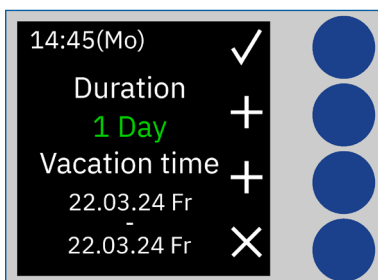 14:45(Mo)
Duration
1 Day
Vacation time
22.03.24 Fr
-
22.03.24 Fr